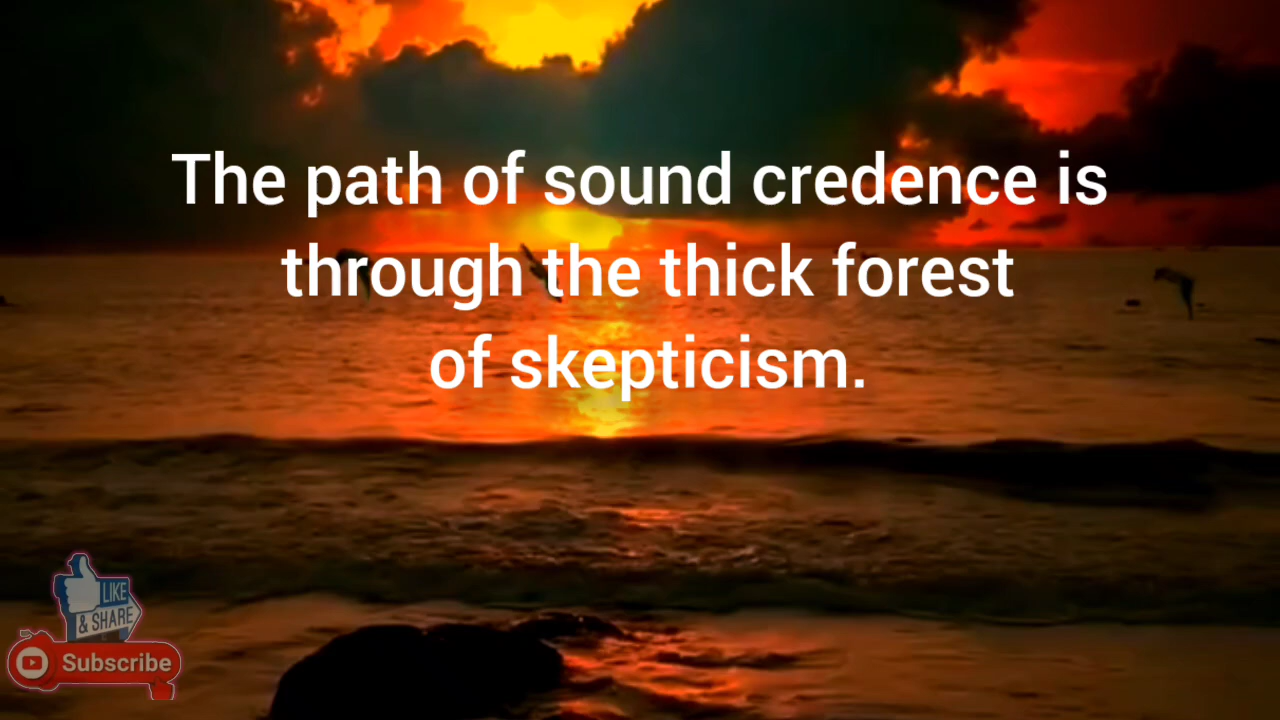 The path of sound credence is
through the thick forest
of skepticism.
LIKE
& SHARE
Subscribe